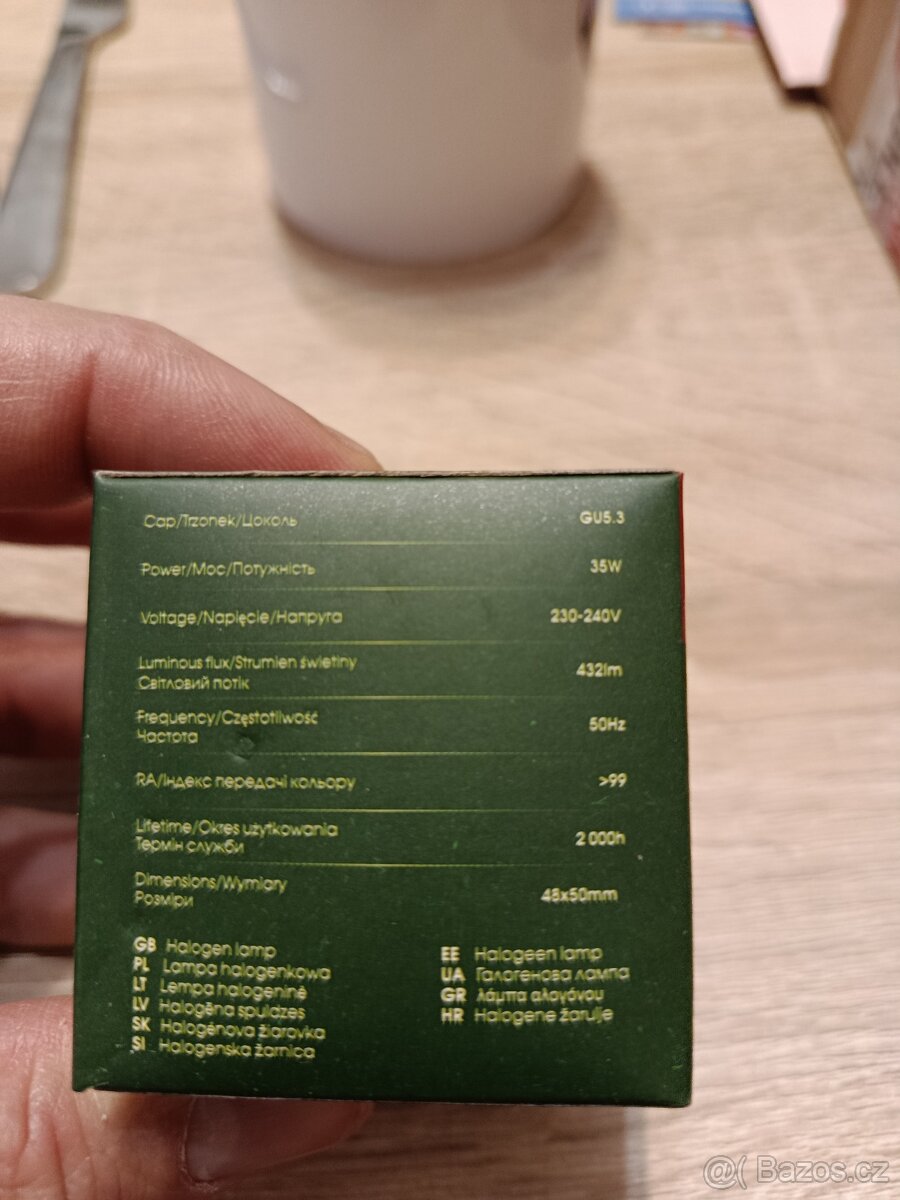 Cap/Trzonek/Цоколь GU5.3
Power/Moc/Потужність 35W
Voltage/Napięcie/Напруга 230-240V
Luminous flux/Strumien świetlny
Світловий потік 432lm
Frequency/Częstotliwość
Частота 50Hz
RA/Індекс передачі кольору >99
Lifetime/Okres użytkowania
Термін служби 2 000h
Dimensions/Wymiary
Розміри 48x50mm
GB Halogen lamp
PL Lampa halogenkowa
LT Lempa halogeninė
LV Halogēna spuldzes
SK Halogénova žiarovka
SI Halogenska žarnica
EE Halogeen lamp
UA Галогенова лампа
GR λάμπα αλογόνου
HR Halogene žarulje
@( Bazos.cz